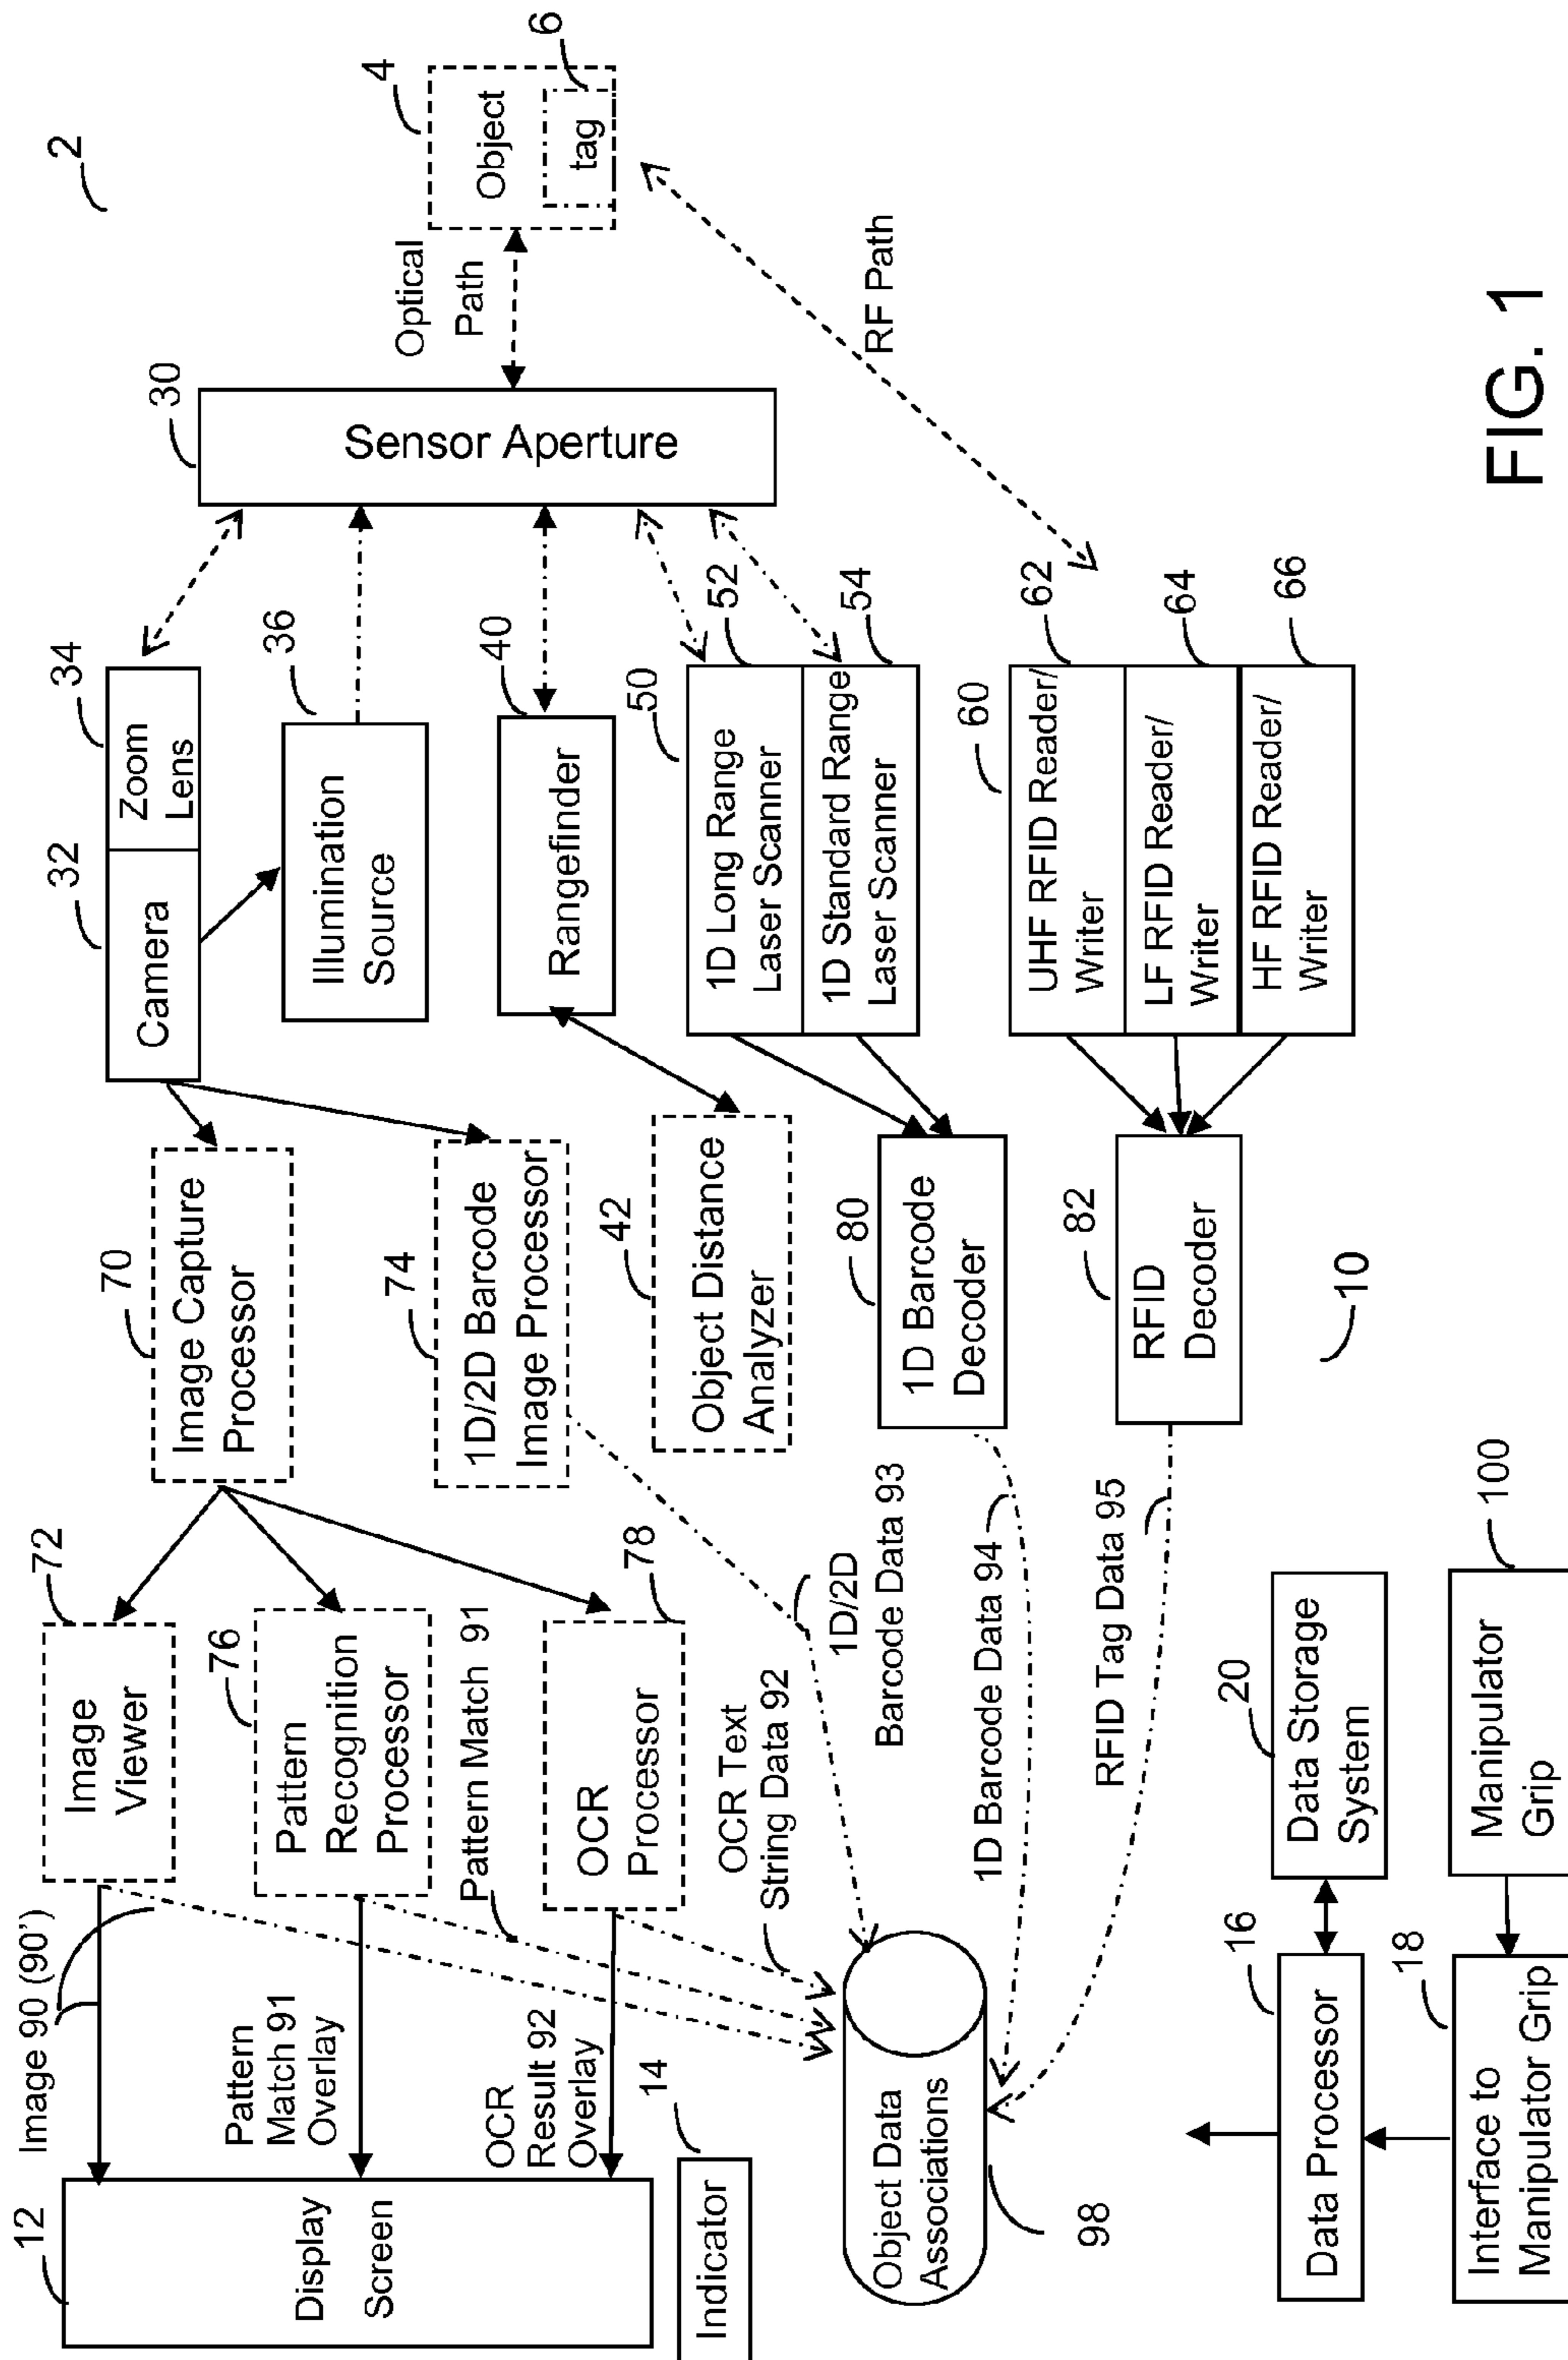 2
12
Display
Screen
Image 90 (90')
Pattern
Match 91
Overlay
OCR
Result 92
Overlay
14
Indicator
72
Image
Viewer
76
Pattern
Recognition
Processor
78
OCR
Processor
Pattern Match 91
OCR Text
String Data 92
70
Image Capture
Processor
74
1D/2D Barcode
Image Processor
42
Object Distance
Analyzer
80
1D Barcode
Decoder
82
RFID
Decoder
32
Camera
34
Zoom
Lens
36
Illumination
Source
40
Rangefinder
50
1D Long Range
Laser Scanner
52
1D Standard Range
Laser Scanner
54
60
UHF RFID Reader/
Writer
62
LF RFID Reader/
Writer
64
HF RFID Reader/
Writer
66
30
Sensor Aperture
Optical
Path
4
Object
6
tag
RF Path
1D/2D
Barcode Data 93
1D Barcode Data 94
RFID Tag Data 95
Object Data
Associations
98
16
Data Processor
20
Data Storage
System
18
Interface to
Manipulator Grip
100
Manipulator
Grip
10
FIG. 1